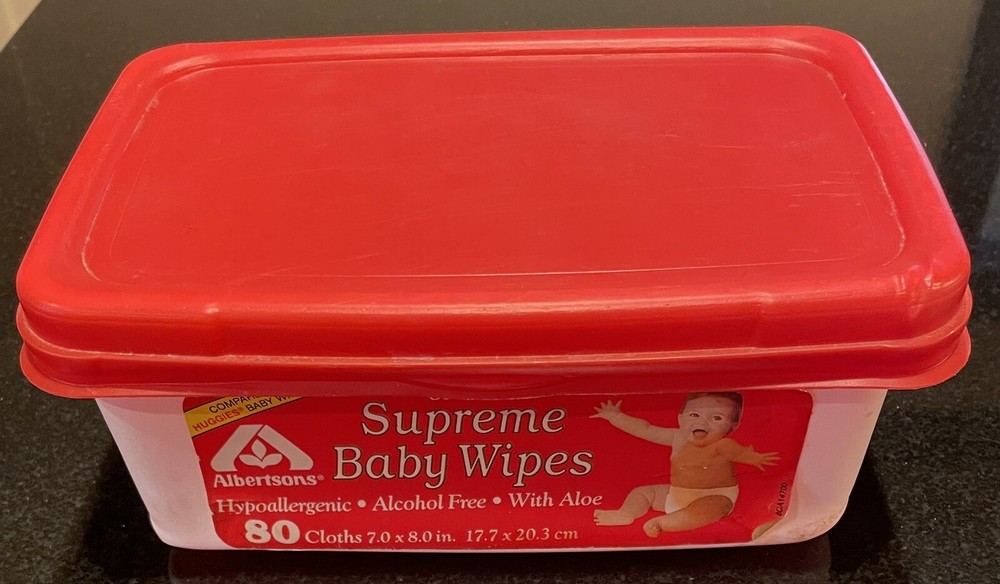 HUGGIES® BABY
Supreme
Baby Wipes
Albertsons®
Hypoallergenic • Alcohol Free • With Aloe
80 Cloths 7.0 x 8.0 in. 17.7 x 20.3 cm